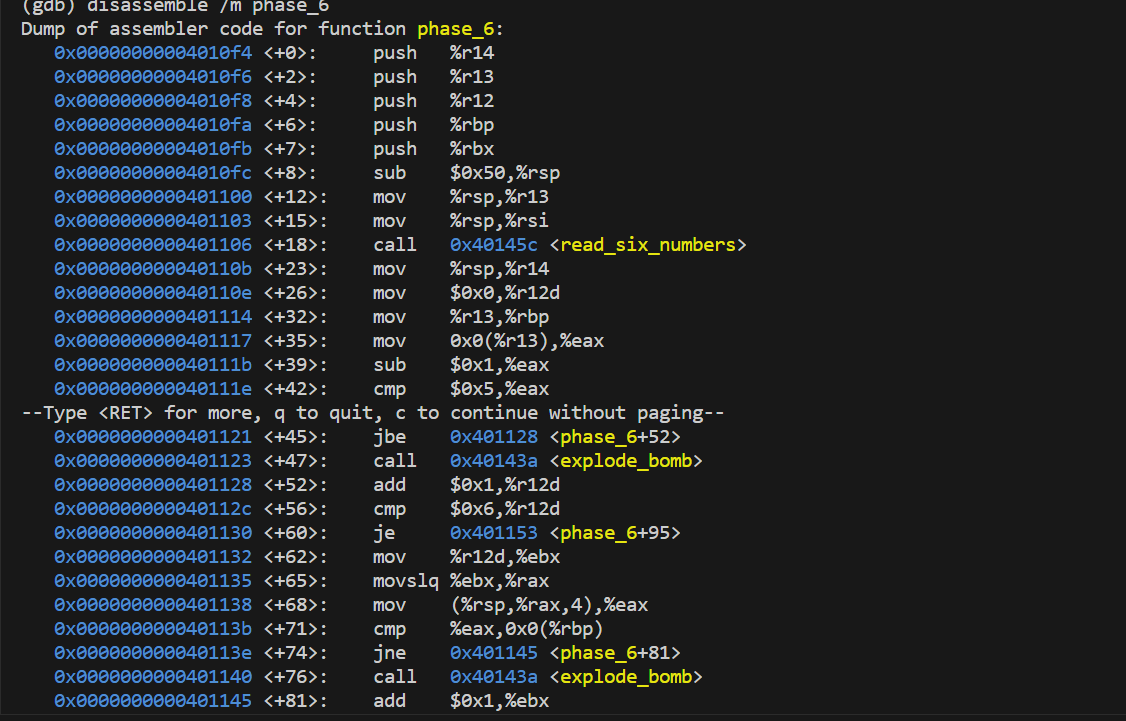 (gdb) disassemble /m phase_6
Dump of assembler code for function phase_6:
0x00000000004010f4 <+0>: push %r14
0x00000000004010f6 <+2>: push %r13
0x00000000004010f8 <+4>: push %r12
0x00000000004010fa <+6>: push %rbp
0x00000000004010fb <+7>: push %rbx
0x00000000004010fc <+8>: sub $0x50,%rsp
0x0000000000401100 <+12>: mov %rsp,%r13
0x0000000000401103 <+15>: mov %rsp,%rsi
0x0000000000401106 <+18>: call 0x40145c <read_six_numbers>
0x000000000040110b <+23>: mov %rsp,%r14
0x000000000040110e <+26>: mov $0x0,%r12d
0x0000000000401114 <+32>: mov %r13,%rbp
0x0000000000401117 <+35>: mov 0x0(%r13),%eax
0x000000000040111b <+39>: sub $0x1,%eax
0x000000000040111e <+42>: cmp $0x5,%eax
--Type <RET> for more, q to quit, c to continue without paging--
0x0000000000401121 <+45>: jbe 0x401128 <phase_6+52>
0x0000000000401123 <+47>: call 0x40143a <explode_bomb>
0x0000000000401128 <+52>: add $0x1,%r12d
0x000000000040112c <+56>: cmp $0x6,%r12d
0x0000000000401130 <+60>: je 0x401153 <phase_6+95>
0x0000000000401132 <+62>: mov %r12d,%ebx
0x0000000000401135 <+65>: movslq %ebx,%rax
0x0000000000401138 <+68>: mov (%rsp,%rax,4),%eax
0x000000000040113b <+71>: cmp %eax,0x0(%rbp)
0x000000000040113e <+74>: jne 0x401145 <phase_6+81>
0x0000000000401140 <+76>: call 0x40143a <explode_bomb>
0x0000000000401145 <+81>: add $0x1,%ebx